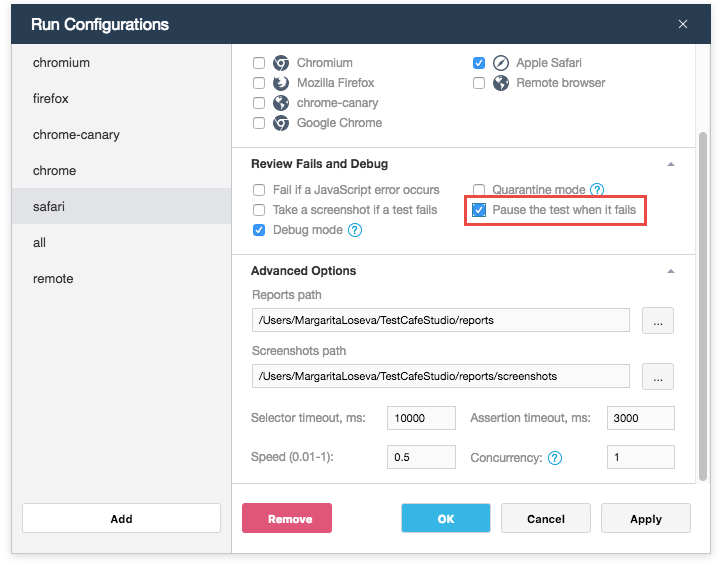 Run Configurations
chromium
firefox
chrome-canary
chrome
safari
all
remote
Add
Chromium
Apple Safari
Mozilla Firefox
Remote browser
chrome-canary
Google Chrome
Review Fails and Debug
Fail if a JavaScript error occurs
Quarantine mode ?
Take a screenshot if a test fails
Pause the test when it fails
Debug mode ?
Advanced Options
Reports path
/Users/MargaritaLoseva/TestCafeStudio/reports
...
Screenshots path
/Users/MargaritaLoseva/TestCafeStudio/reports/screenshots
...
Selector timeout, ms: 10000
Assertion timeout, ms: 3000
Speed (0.01-1): 0.5
Concurrency: ? 1
Remove
OK
Cancel
Apply